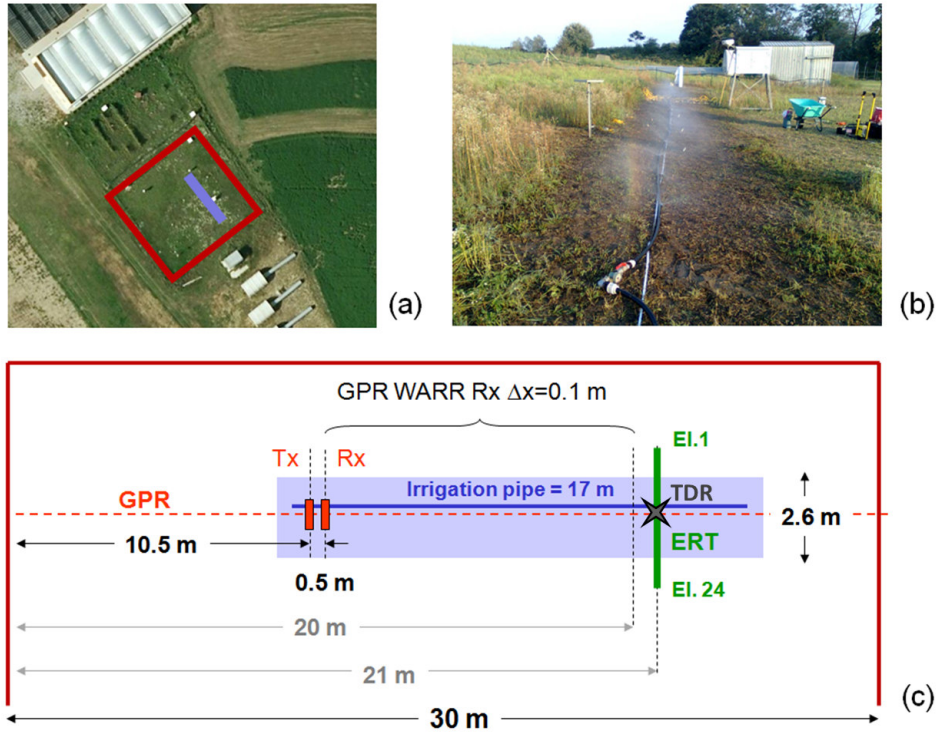 (a)
(b)
GPR WARR Rx Δx=0.1 m
El.1
Tx
Rx
Irrigation pipe = 17 m
TDR
GPR
2.6 m
10.5 m
ERT
0.5 m
El. 24
20 m
21 m
(c)
30 m